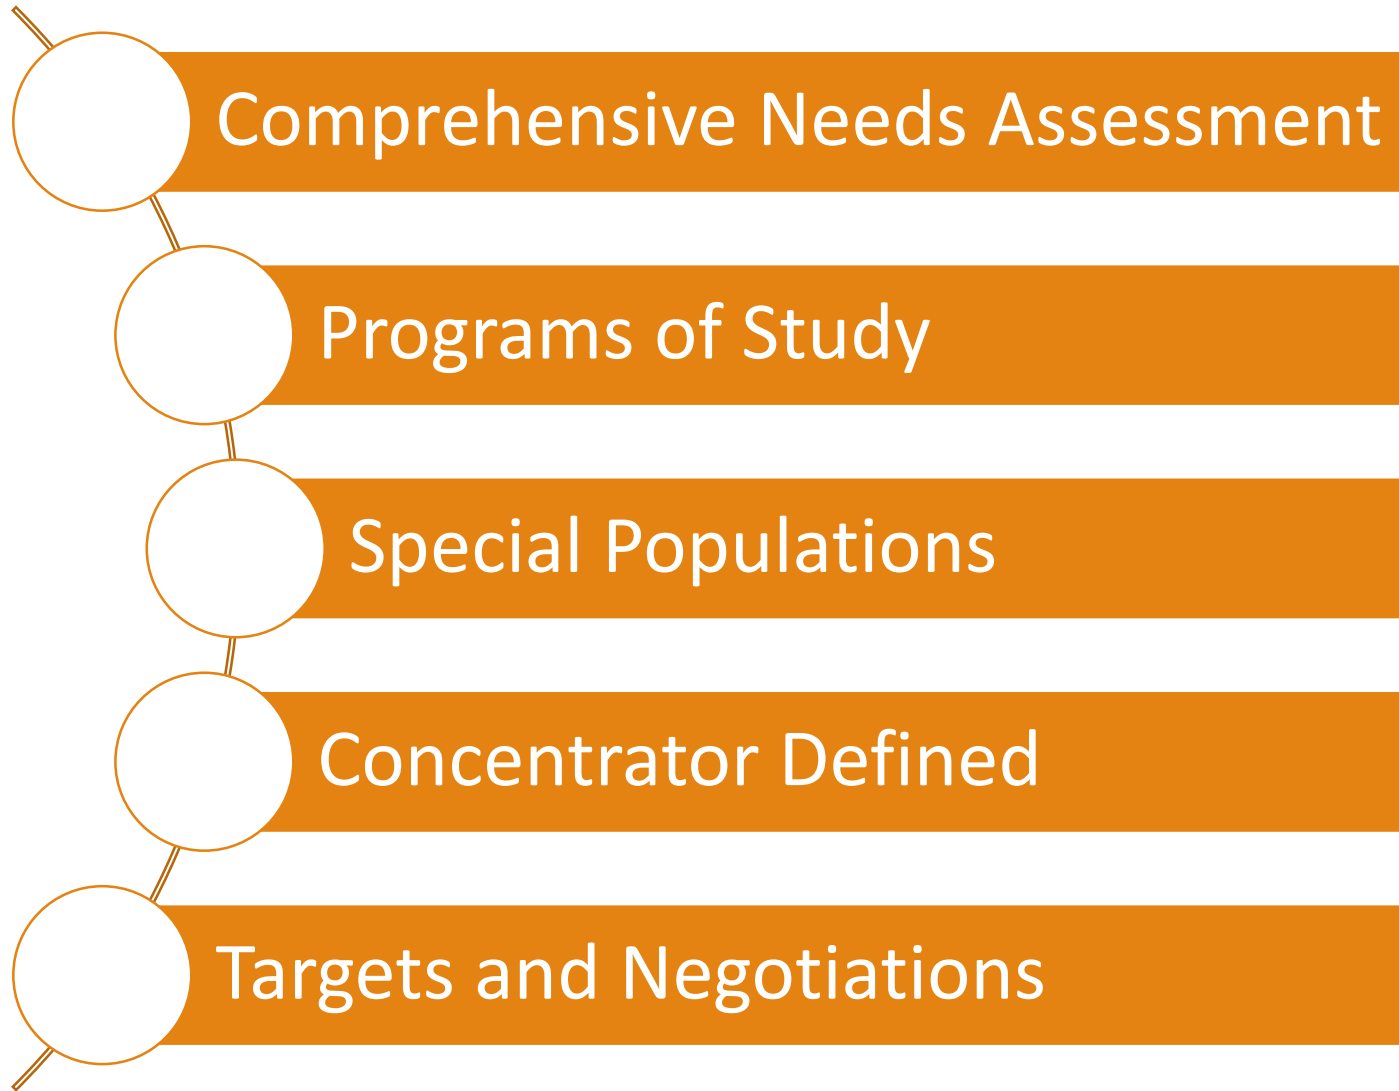 Comprehensive Needs Assessment
Programs of Study
Special Populations
Concentrator Defined
Targets and Negotiations